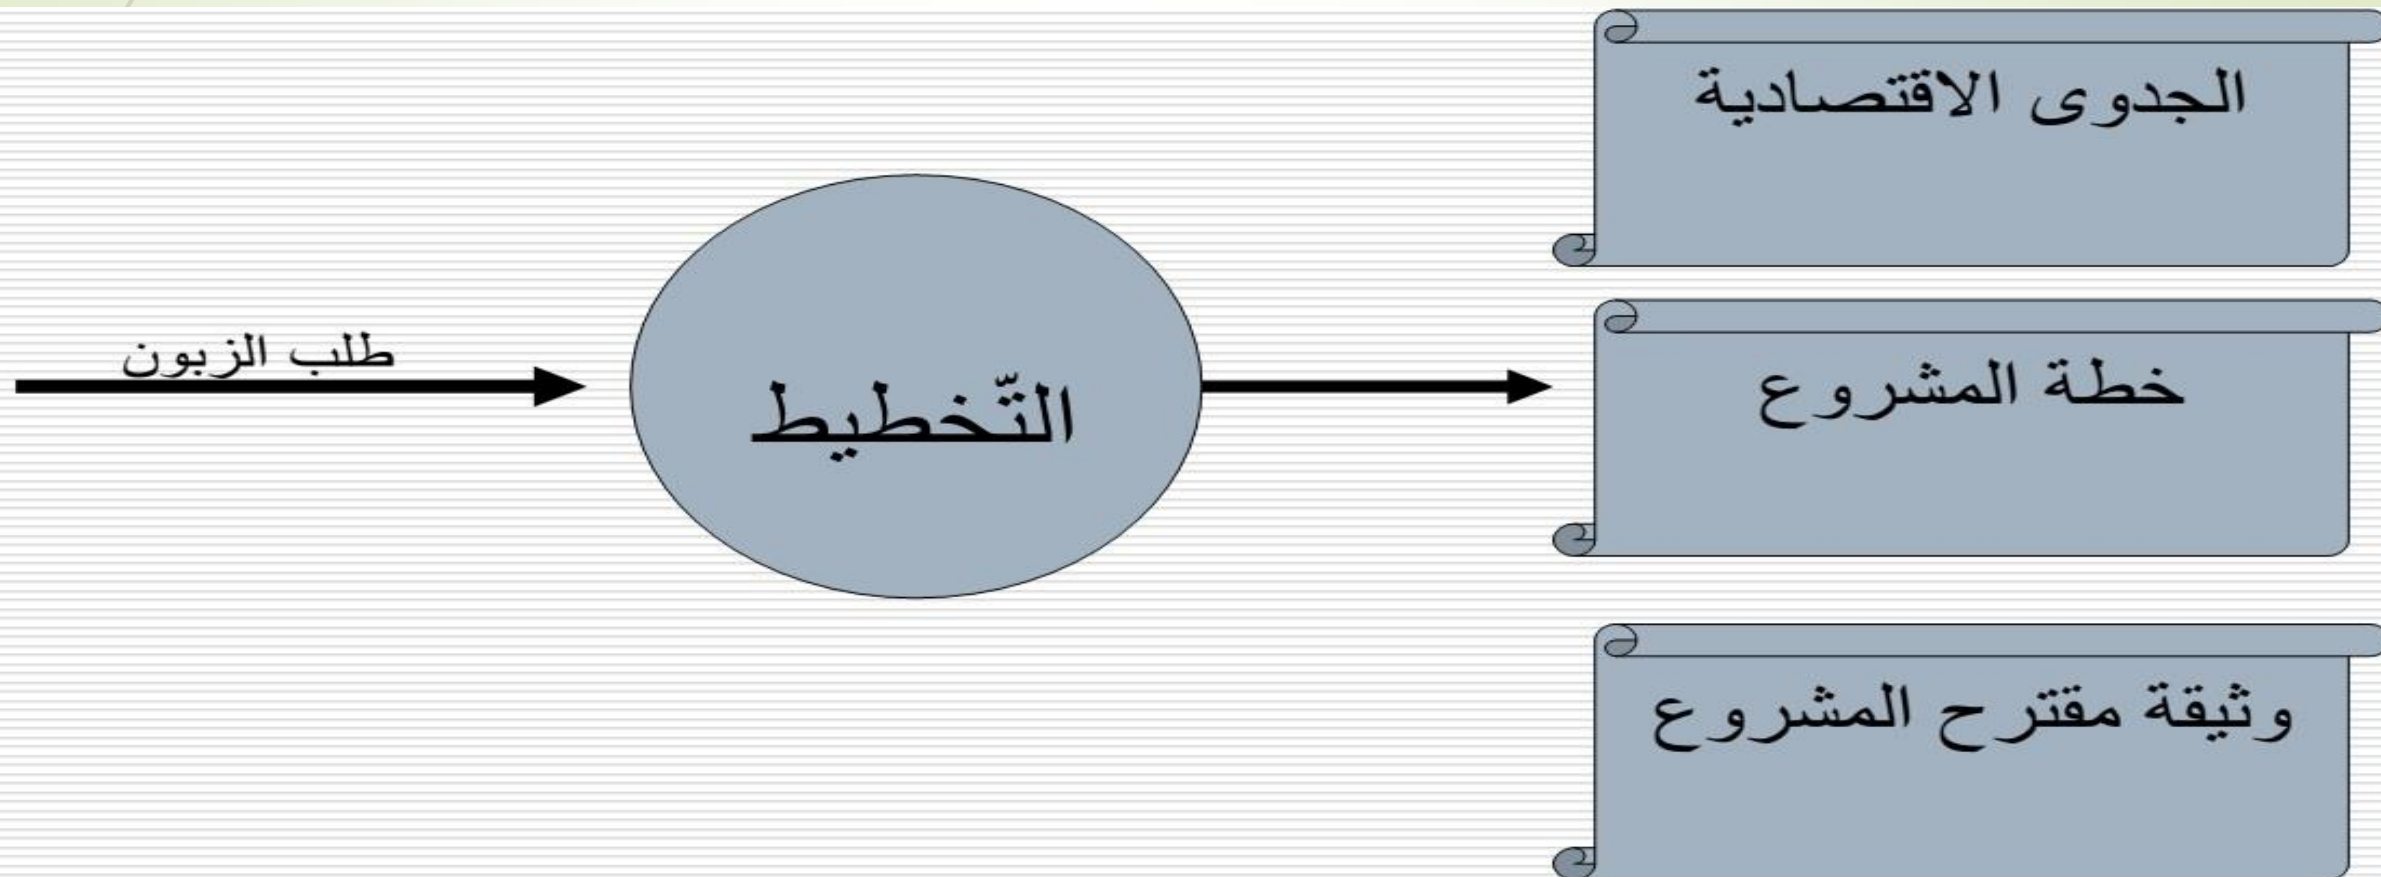 الجدوى الاقتصادية
طلب الزبون
التّخطيط
خطة المشروع
وثيقة مقترح المشروع